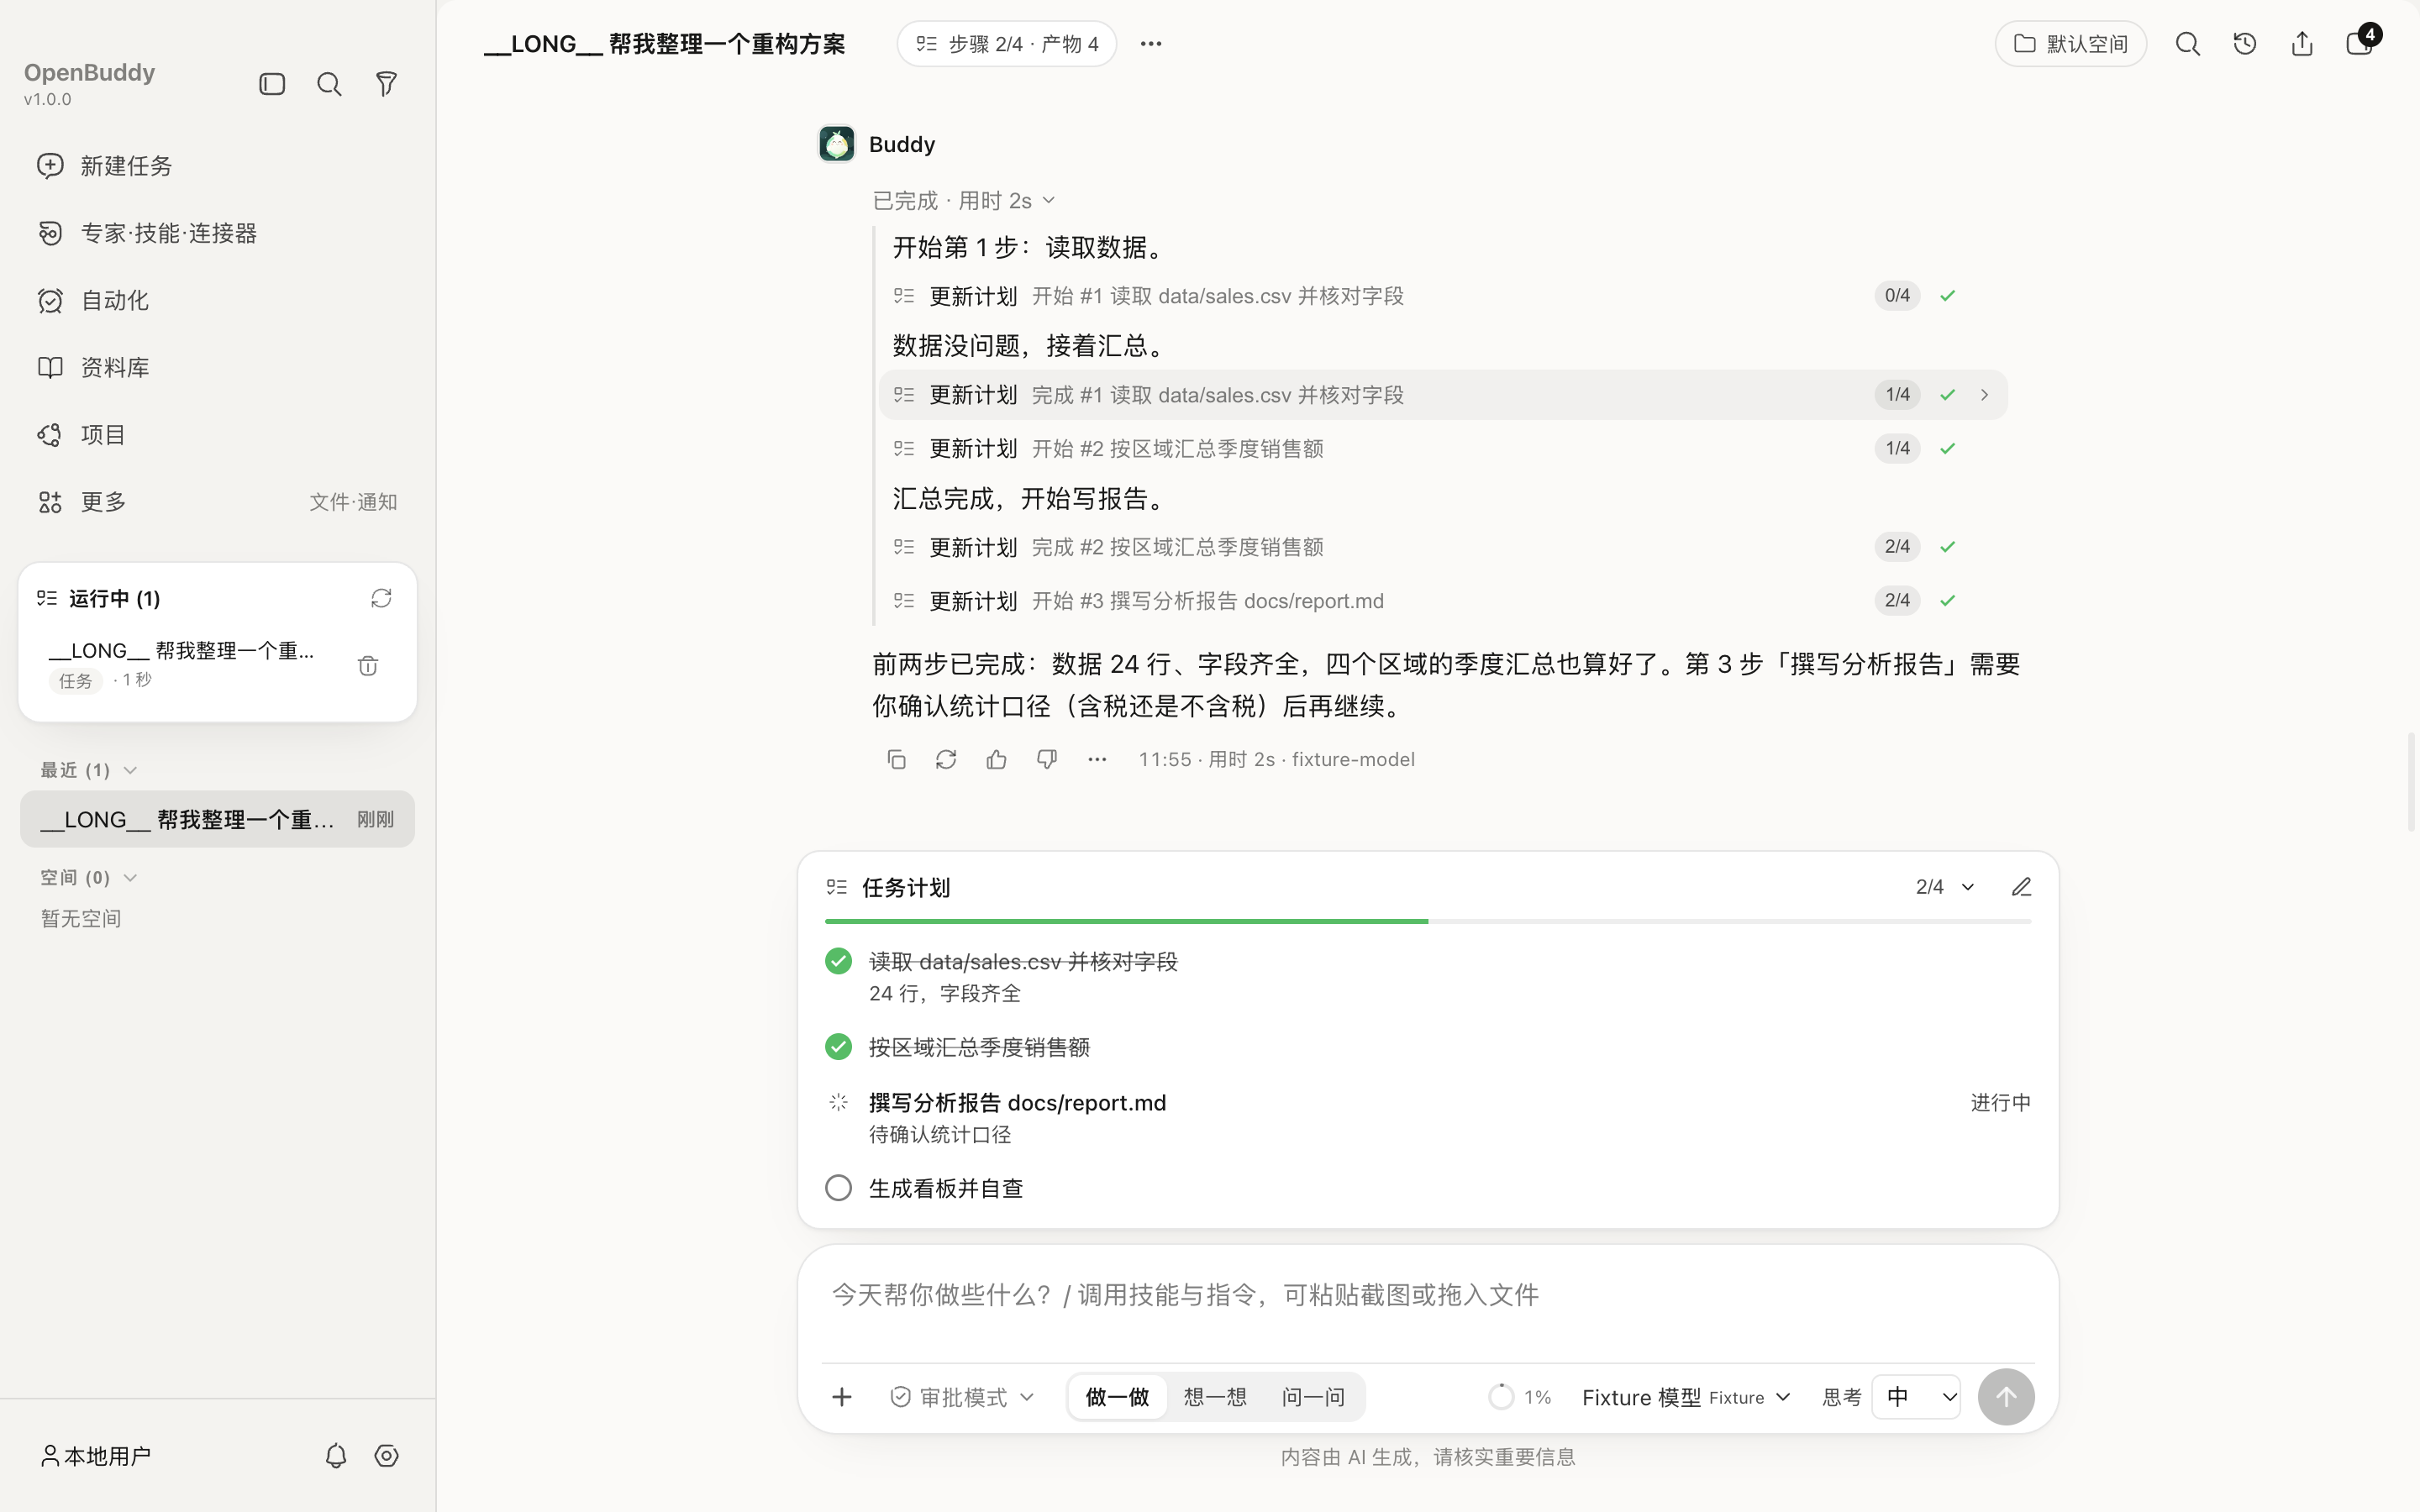 OpenBuddy
v1.0.0
新建任务
专家·技能·连接器
自动化
资料库
项目
更多 文件·通知
运行中 (1)
__LONG__ 帮我整理一个重...
任务 · 1 秒
最近 (1)
__LONG__ 帮我整理一个重... 刚刚
空间 (0)
暂无空间
本地用户
__LONG__ 帮我整理一个重构方案 步骤 2/4 · 产物 4 默认空间 4
Buddy
已完成 · 用时 2s
开始第 1 步：读取数据。
更新计划 开始 #1 读取 data/sales.csv 并核对字段 0/4
数据没问题，接着汇总。
更新计划 完成 #1 读取 data/sales.csv 并核对字段 1/4
更新计划 开始 #2 按区域汇总季度销售额 1/4
汇总完成，开始写报告。
更新计划 完成 #2 按区域汇总季度销售额 2/4
更新计划 开始 #3 撰写分析报告 docs/report.md 2/4
前两步已完成：数据 24 行、字段齐全，四个区域的季度汇总也算好了。第 3 步「撰写分析报告」需要
你确认统计口径（含税还是不含税）后再继续。
11:55 · 用时 2s · fixture-model
任务计划 2/4
读取 data/sales.csv 并核对字段
24 行，字段齐全
按区域汇总季度销售额
撰写分析报告 docs/report.md 进行中
待确认统计口径
生成看板并自查
今天帮你做些什么？/ 调用技能与指令，可粘贴截图或拖入文件
审批模式 做一做 想一想 问一问 1% Fixture 模型 Fixture 思考 中
内容由 AI 生成，请核实重要信息